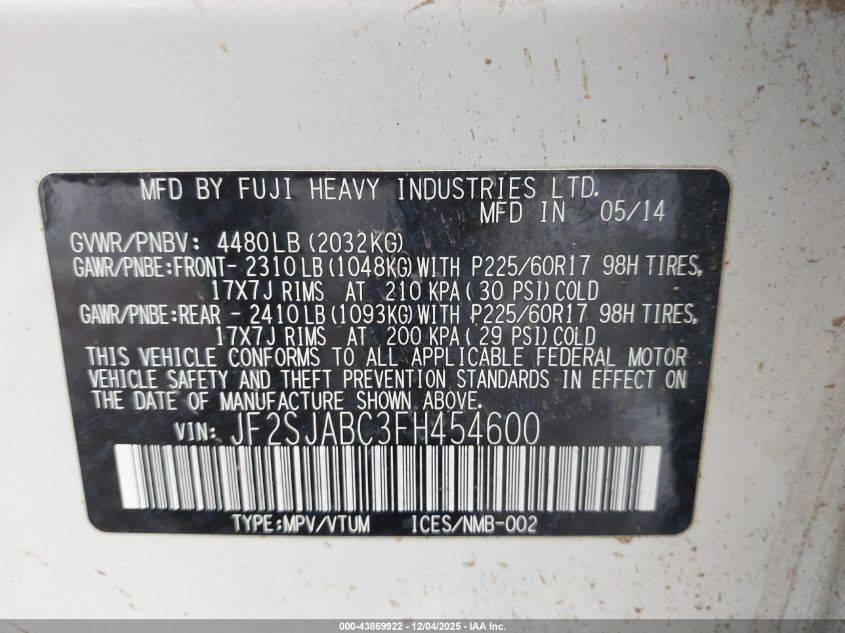 MFD BY FUJI HEAVY INDUSTRIES LTD.
MFD IN 05/14
GVWR/PNBV: 4480LB (2032KG)
GAWR/PNBE:FRONT- 2310LB (1048KG) WITH P225/60R17 98H TIRES,
17X7J RIMS AT 210 KPA ( 30 PSI) COLD
GAWR/PNBE:REAR - 2410LB (1093KG) WITH P225/60R17 98H TIRES,
17X7J RIMS AT 200 KPA ( 29 PSI) COLD
THIS VEHICLE CONFORMS TO ALL APPLICABLE FEDERAL MOTOR
VEHICLE SAFETY AND THEFT PREVENTION STANDARDS IN EFFECT ON
THE DATE OF MANUFACTURE SHOWN ABOVE.
VIN: JF2SJABC3FH454600
TYPE:MPV/VTUM ICES/NMB-002
000-43869922 - 12/04/2025 - IAA Inc.